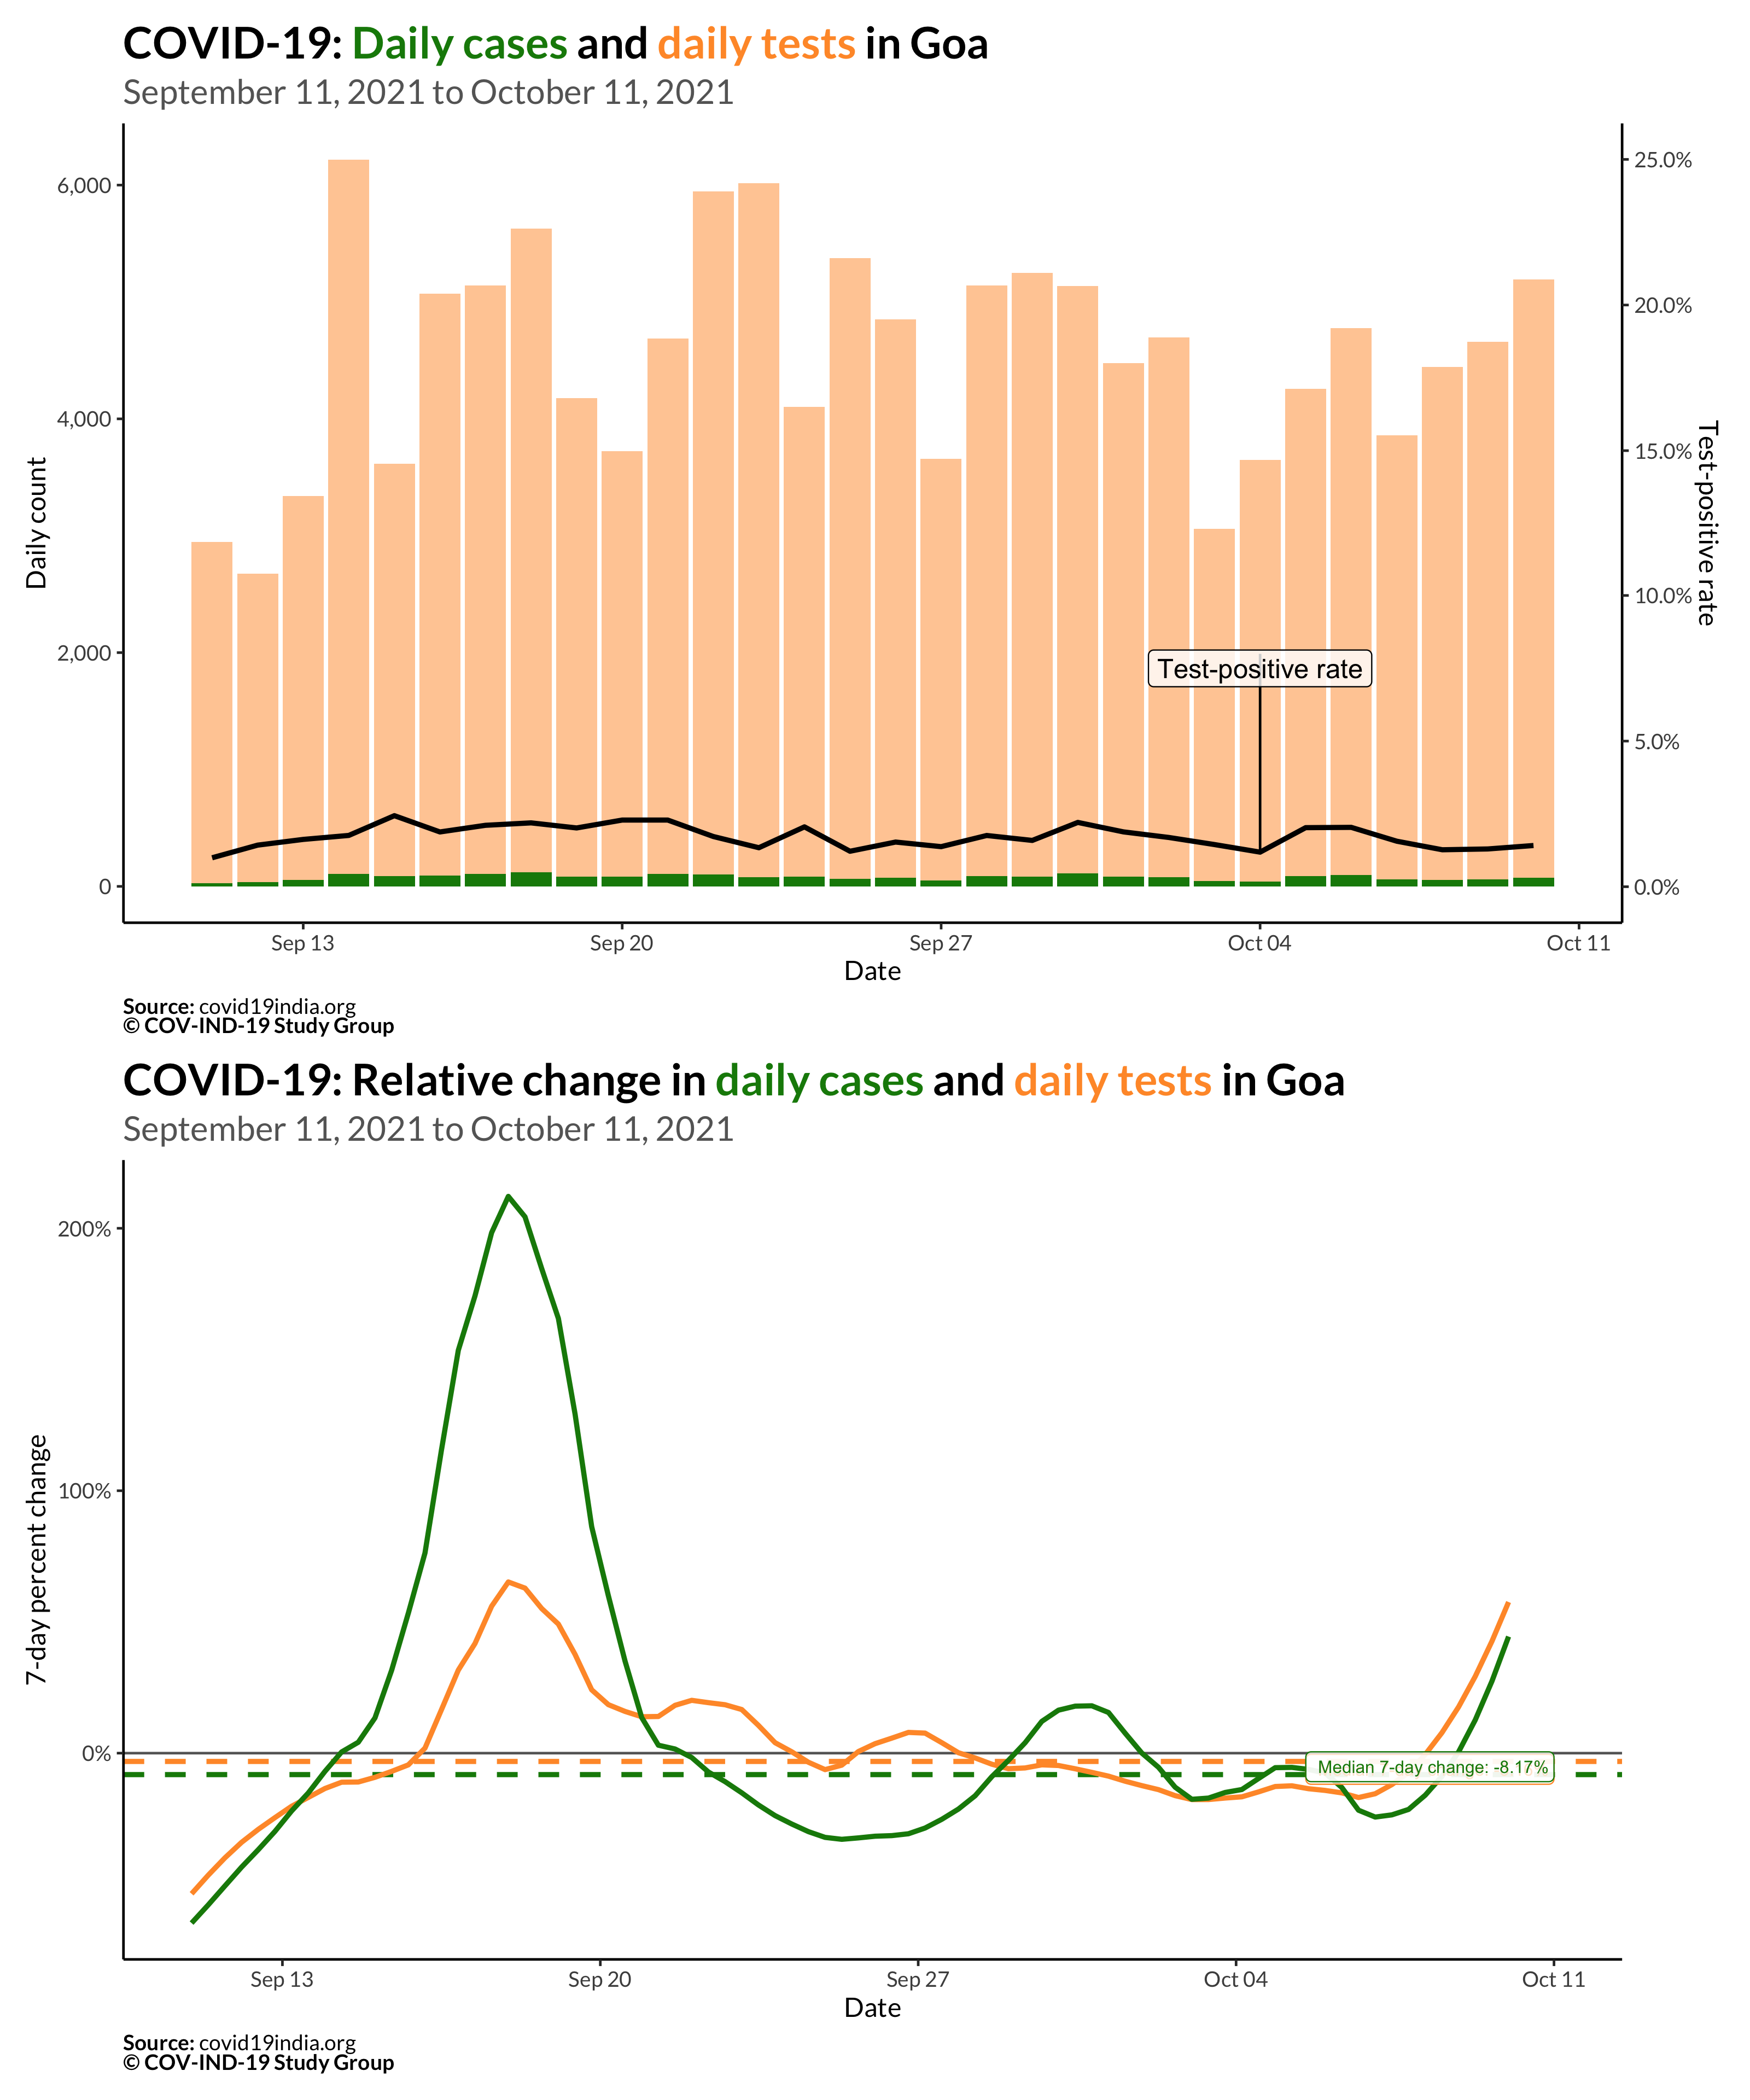 COVID-19: Daily cases and daily tests in Goa
September 11, 2021 to October 11, 2021
6,000
4,000
2,000
0
Daily count
25.0%
20.0%
15.0%
10.0%
5.0%
0.0%
Test-positive rate
Test-positive rate
Sep 13
Sep 20
Sep 27
Oct 04
Oct 11
Date
Source: covid19india.org
© COV-IND-19 Study Group
COVID-19: Relative change in daily cases and daily tests in Goa
September 11, 2021 to October 11, 2021
200%
100%
0%
7-day percent change
Median 7-day change: -8.17%
Sep 13
Sep 20
Sep 27
Oct 04
Oct 11
Date
Source: covid19india.org
© COV-IND-19 Study Group